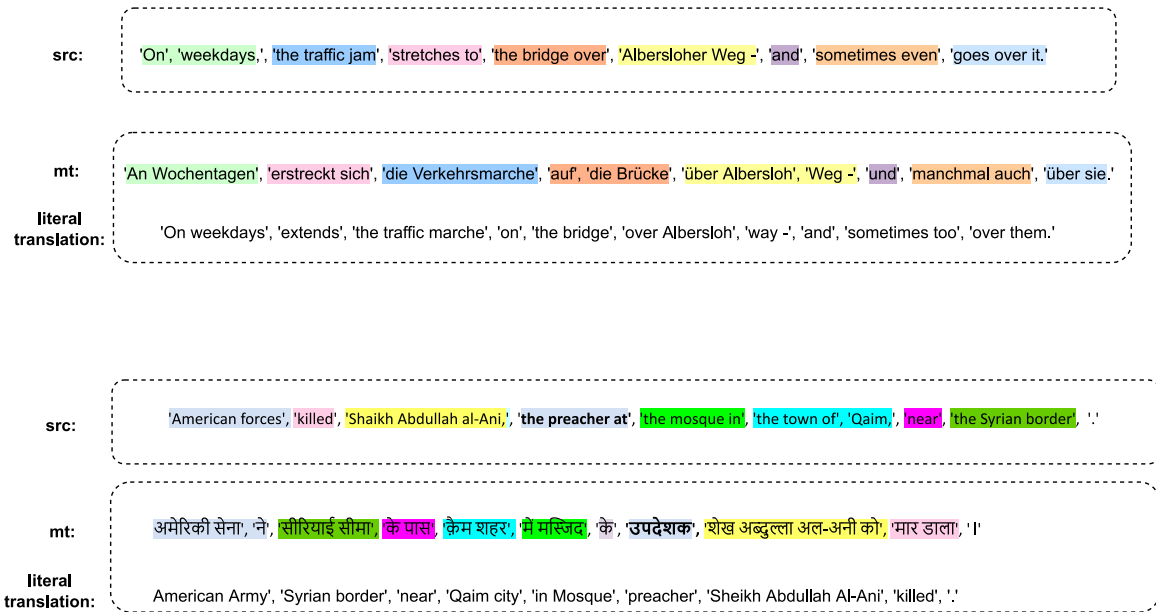 src: 'On', 'weekdays,', 'the traffic jam', 'stretches to', 'the bridge over', 'Albersloher Weg -', 'and', 'sometimes even', 'goes over it.'
mt: 'An Wochentagen', 'erstreckt sich', 'die Verkehrsmarche', 'auf', 'die Brücke', 'über Albersloh', 'Weg -', 'und', 'manchmal auch', 'über sie.'
literal
translation: 'On weekdays', 'extends', 'the traffic marche', 'on', 'the bridge', 'over Albersloh', 'way -', 'and', 'sometimes too', 'over them.'
src: 'American forces', 'killed', 'Shaikh Abdullah al-Ani,', 'the preacher at', 'the mosque in', 'the town of', 'Qaim,', 'near', 'the Syrian border', '.'
mt: अमेरिकी सेना', 'ने', 'सीरियाई सीमा', 'के पास', 'क़ैम शहर', 'में मस्जिद', 'के', 'उपदेशक', 'शेख अब्दुल्ला अल-अनी को', 'मार डाला', '।'
literal
translation: American Army', 'Syrian border', 'near', 'Qaim city', 'in Mosque', 'preacher', 'Sheikh Abdullah Al-Ani', 'killed', '.'